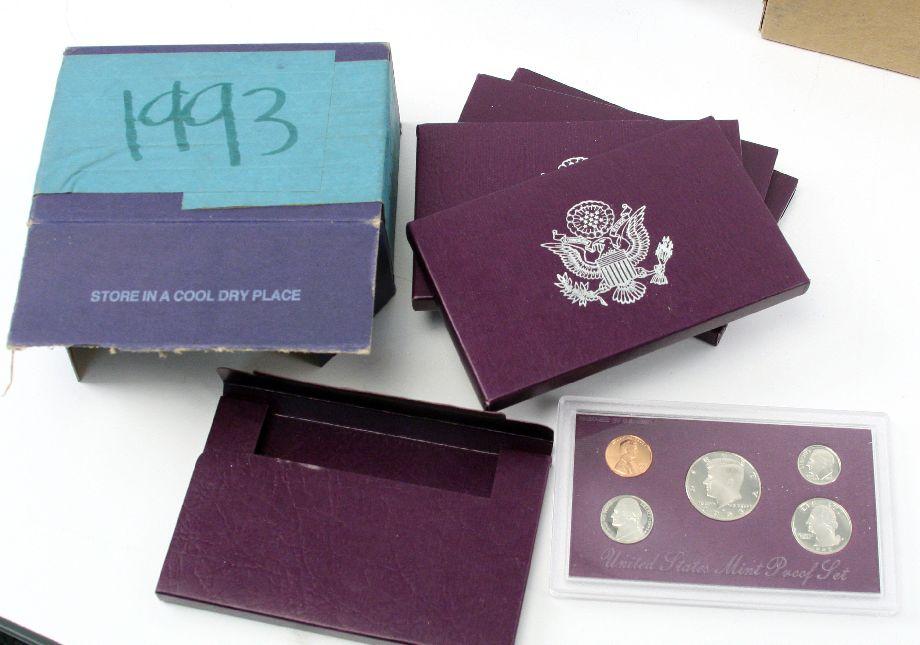 1993
STORE IN A COOL DRY PLACE
United States Mint Proof Set